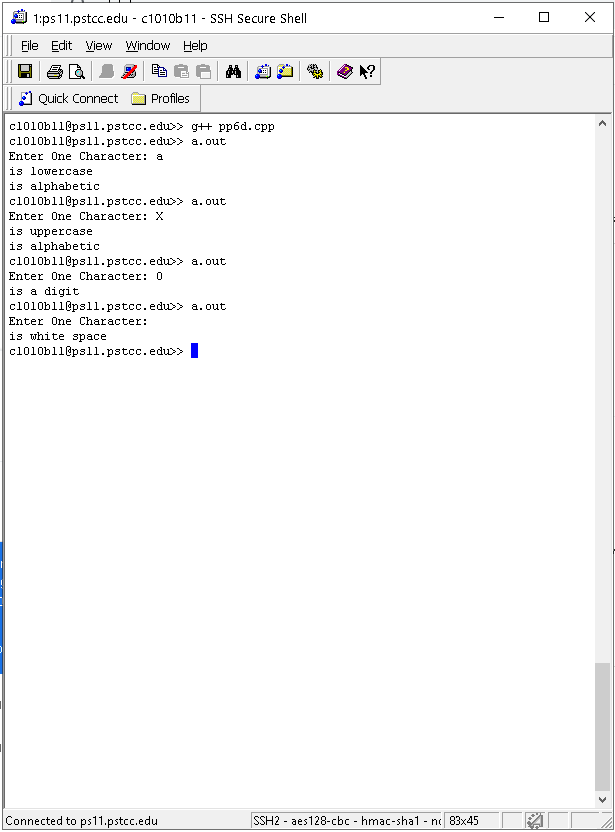 1:ps11.pstcc.edu - c1010b11 - SSH Secure Shell
File Edit View Window Help
Quick Connect Profiles
c1010b11@ps11.pstcc.edu>> g++ pp6d.cpp
c1010b11@ps11.pstcc.edu>> a.out
Enter One Character: a
is lowercase
is alphabetic
c1010b11@ps11.pstcc.edu>> a.out
Enter One Character: X
is uppercase
is alphabetic
c1010b11@ps11.pstcc.edu>> a.out
Enter One Character: 0
is a digit
c1010b11@ps11.pstcc.edu>> a.out
Enter One Character:
is white space
c1010b11@ps11.pstcc.edu>>
Connected to ps11.pstcc.edu SSH2 - aes128-cbc - hmac-sha1 - nc 83x45